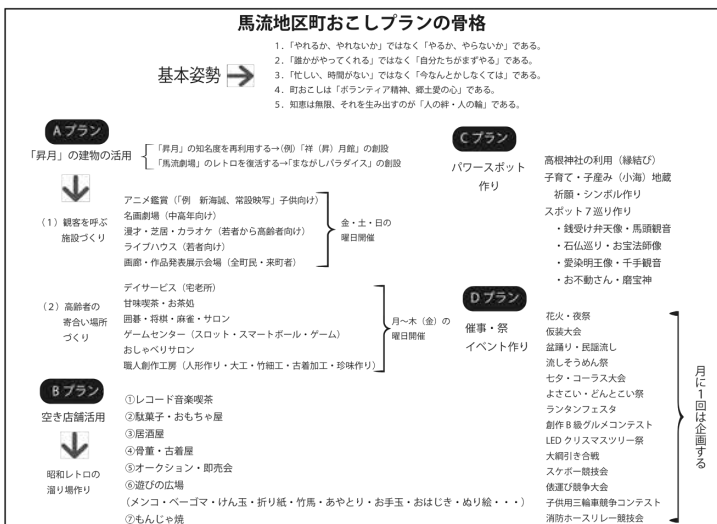 馬流地区町おこしプランの骨格
基本姿勢
1．「やれるか、やれないか」ではなく「やるか、やらないか」である。
2．「誰かがやってくれる」ではなく「自分たちがまずやる」である。
3．「忙しい、時間がない」ではなく「今なんとかしなくては」である。
4．町おこしは「ボランティア精神、郷土愛の心」である。
5．知恵は無限、それを生み出すのが「人の絆・人の輪」である。
Aプラン
「昇月」の建物の活用
「昇月」の知名度を再利用する→(例)「祥（昇）月館」の創設
「馬流劇場」のレトロを復活する→「まながしパラダイス」の創設
（1）観客を呼ぶ
施設づくり
アニメ鑑賞（「例　新海誠、常設映写」子供向け）
名画劇場（中高年向け）
漫才・芝居・カラオケ（若者から高齢者向け）
ライブハウス（若者向け）
画廊・作品発表展示会場（全町民・来町者）
金・土・日の
曜日開催
（2）高齢者の
寄合い場所
づくり
デイサービス（宅老所）
甘味喫茶・お茶処
囲碁・将棋・麻雀・サロン
ゲームセンター（スロット・スマートボール・ゲーム）
おしゃべりサロン
職人創作工房（人形作り・大工・竹細工・古着加工・珍味作り）
月〜木（金）の
曜日開催
Bプラン
空き店舗活用
昭和レトロの
溜り場作り
①レコード音楽喫茶
②駄菓子・おもちゃ屋
③居酒屋
④骨董・古着屋
⑤オークション・即売会
⑥遊びの広場
（メンコ・ベーゴマ・けん玉・折り紙・竹馬・あやとり・お手玉・おはじき・ぬり絵・・・）
⑦もんじゃ焼
Cプラン
パワースポット
作り
高根神社の利用（縁結び）
子育て・子産み（小海）地蔵
祈願・シンボル作り
スポット7巡り作り
・銭受け弁天像・馬頭観音
・石仏巡り・お宝法師像
・愛染明王像・千手観音
・お不動さん・磨宝神
Dプラン
催事・祭
イベント作り
花火・夜祭
仮装大会
盆踊り・民謡流し
流しそうめん祭
七夕・コーラス大会
よさこい・どんとこい祭
ランタンフェスタ
創作B級グルメコンテスト
LEDクリスマスツリー祭
大綱引き合戦
スケボー競技会
俵運び競争大会
子供用三輪車競争コンテスト
消防ホースリレー競技会
月に1回は企画する